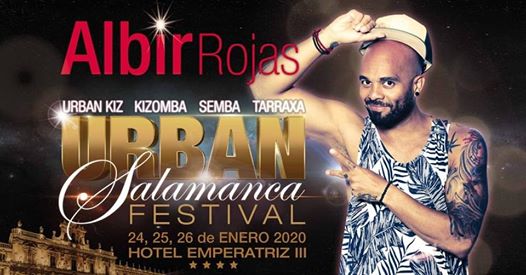 Albir Rojas
URBAN KIZ KIZOMBA SEMBA TARRAXA
URBAN
Salamanca
FESTIVAL
24, 25, 26 de ENERO 2020
HOTEL EMPERATRIZ III
★★★★